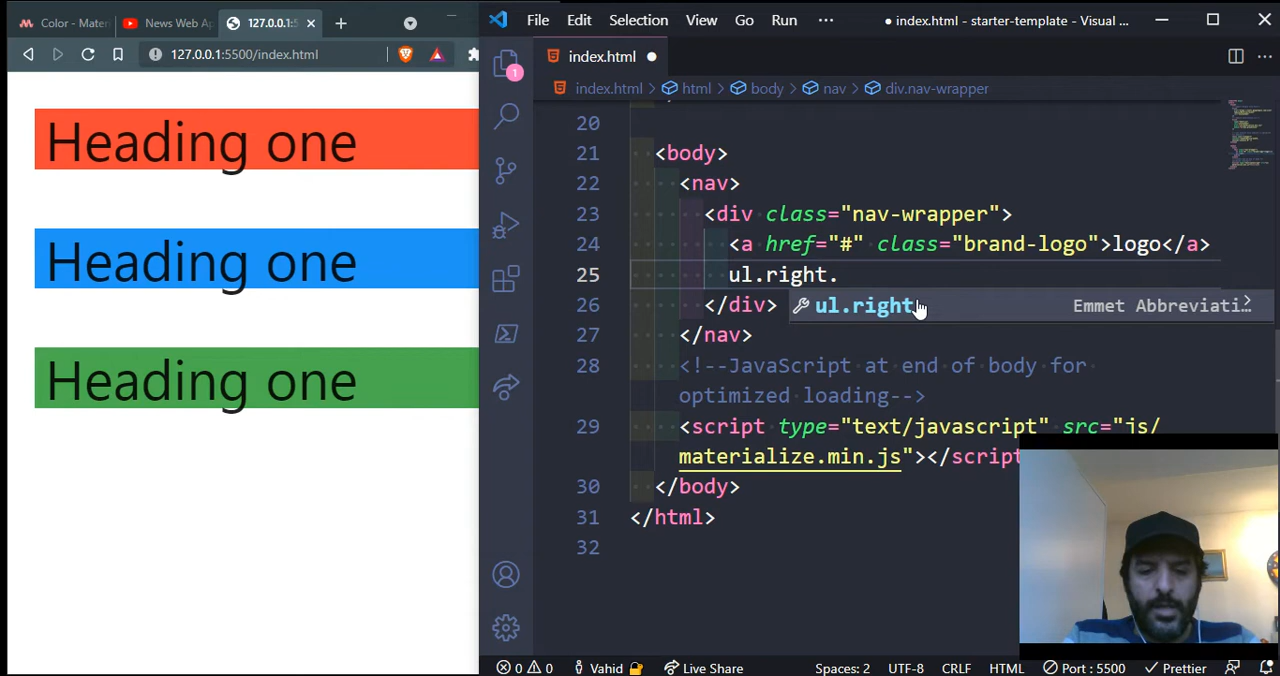 Color - Mater
News Web Ap
127.0.0.1:5
127.0.0.1:5500/index.html
Heading one
Heading one
Heading one
File Edit Selection View Go Run ···
● index.html - starter-template - Visual ...
1
index.html
index.html > html > body > nav > div.nav-wrapper
20
21 <body>
22 <nav>
23 <div class="nav-wrapper">
24 <a href="#" class="brand-logo">logo</a>
25 ul.right.
ul.right Emmet Abbreviati…
26 </div>
27 </nav>
28 <!--JavaScript at end of body for
optimized loading-->
29 <script type="text/javascript" src="js/
materialize.min.js"></script
30 </body>
31 </html>
32
0 0 Vahid Live Share Spaces: 2 UTF-8 CRLF HTML Port : 5500 Prettier